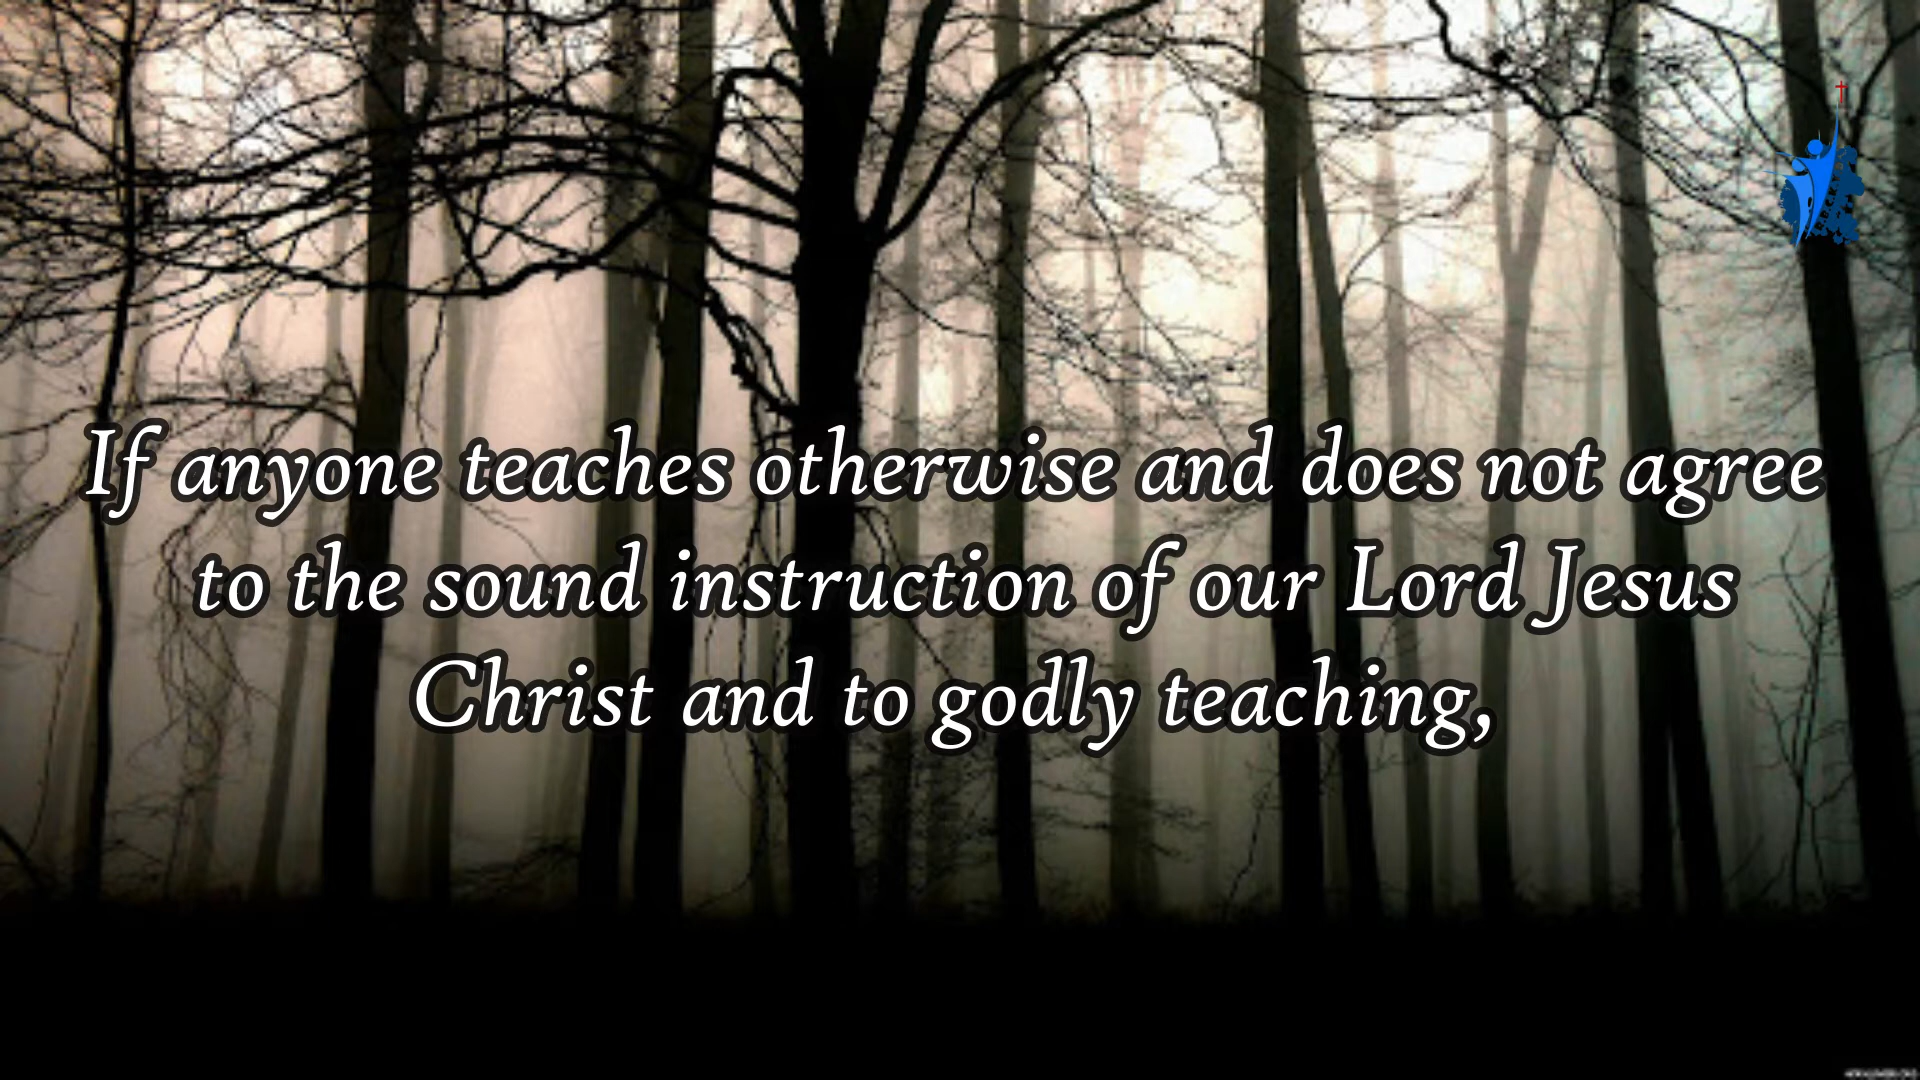 If anyone teaches otherwise and does not agree
to the sound instruction of our Lord Jesus
Christ and to godly teaching,